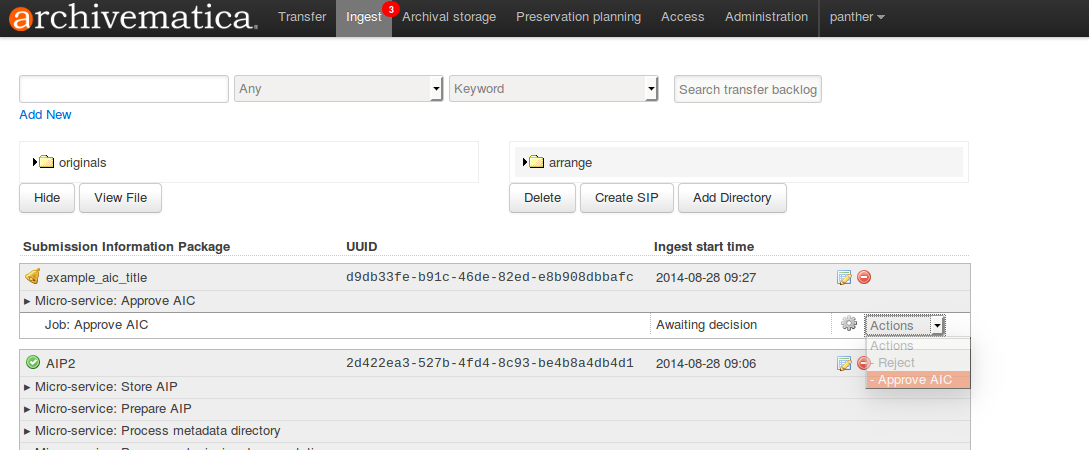 archivematica. Transfer Ingest 3 Archival storage Preservation planning Access Administration panther
Any Keyword Search transfer backlog
Add New
originals arrange
Hide View File Delete Create SIP Add Directory
Submission Information Package UUID Ingest start time
example_aic_title d9db33fe-b91c-46de-82ed-e8b908dbbafc 2014-08-28 09:27
Micro-service: Approve AIC
Job: Approve AIC Awaiting decision Actions
Actions
AIP2 2d422ea3-527b-4fd4-8c93-be4b8a4db4d1 2014-08-28 09:06 - Reject
- Approve AIC
Micro-service: Store AIP
Micro-service: Prepare AIP
Micro-service: Process metadata directory